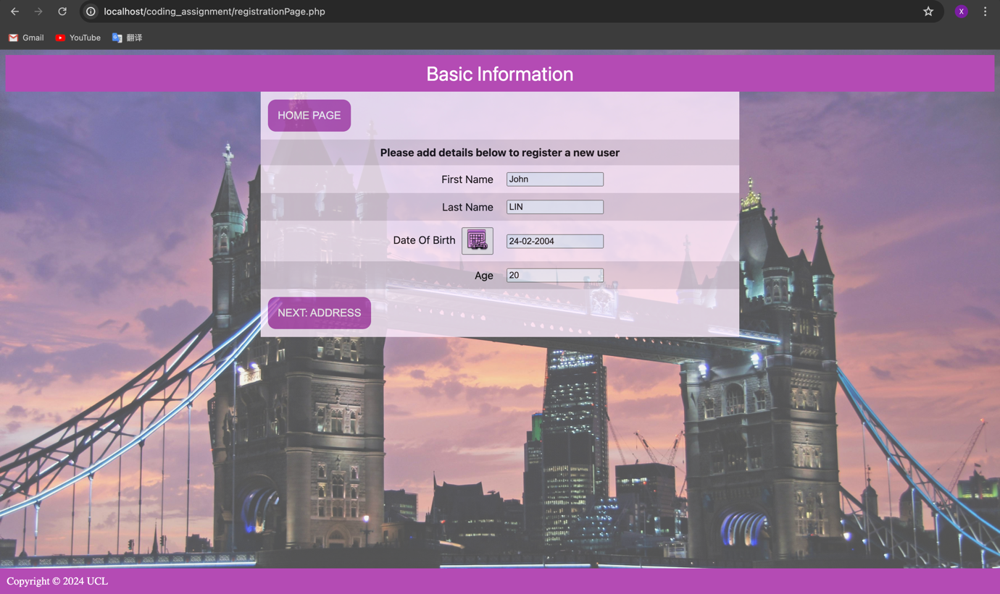 localhost/coding_assignment/registrationPage.php
X
Gmail YouTube 翻译
Basic Information
HOME PAGE
Please add details below to register a new user
First Name John
Last Name LIN
Date Of Birth 24-02-2004
Age 20
NEXT: ADDRESS
Copyright © 2024 UCL